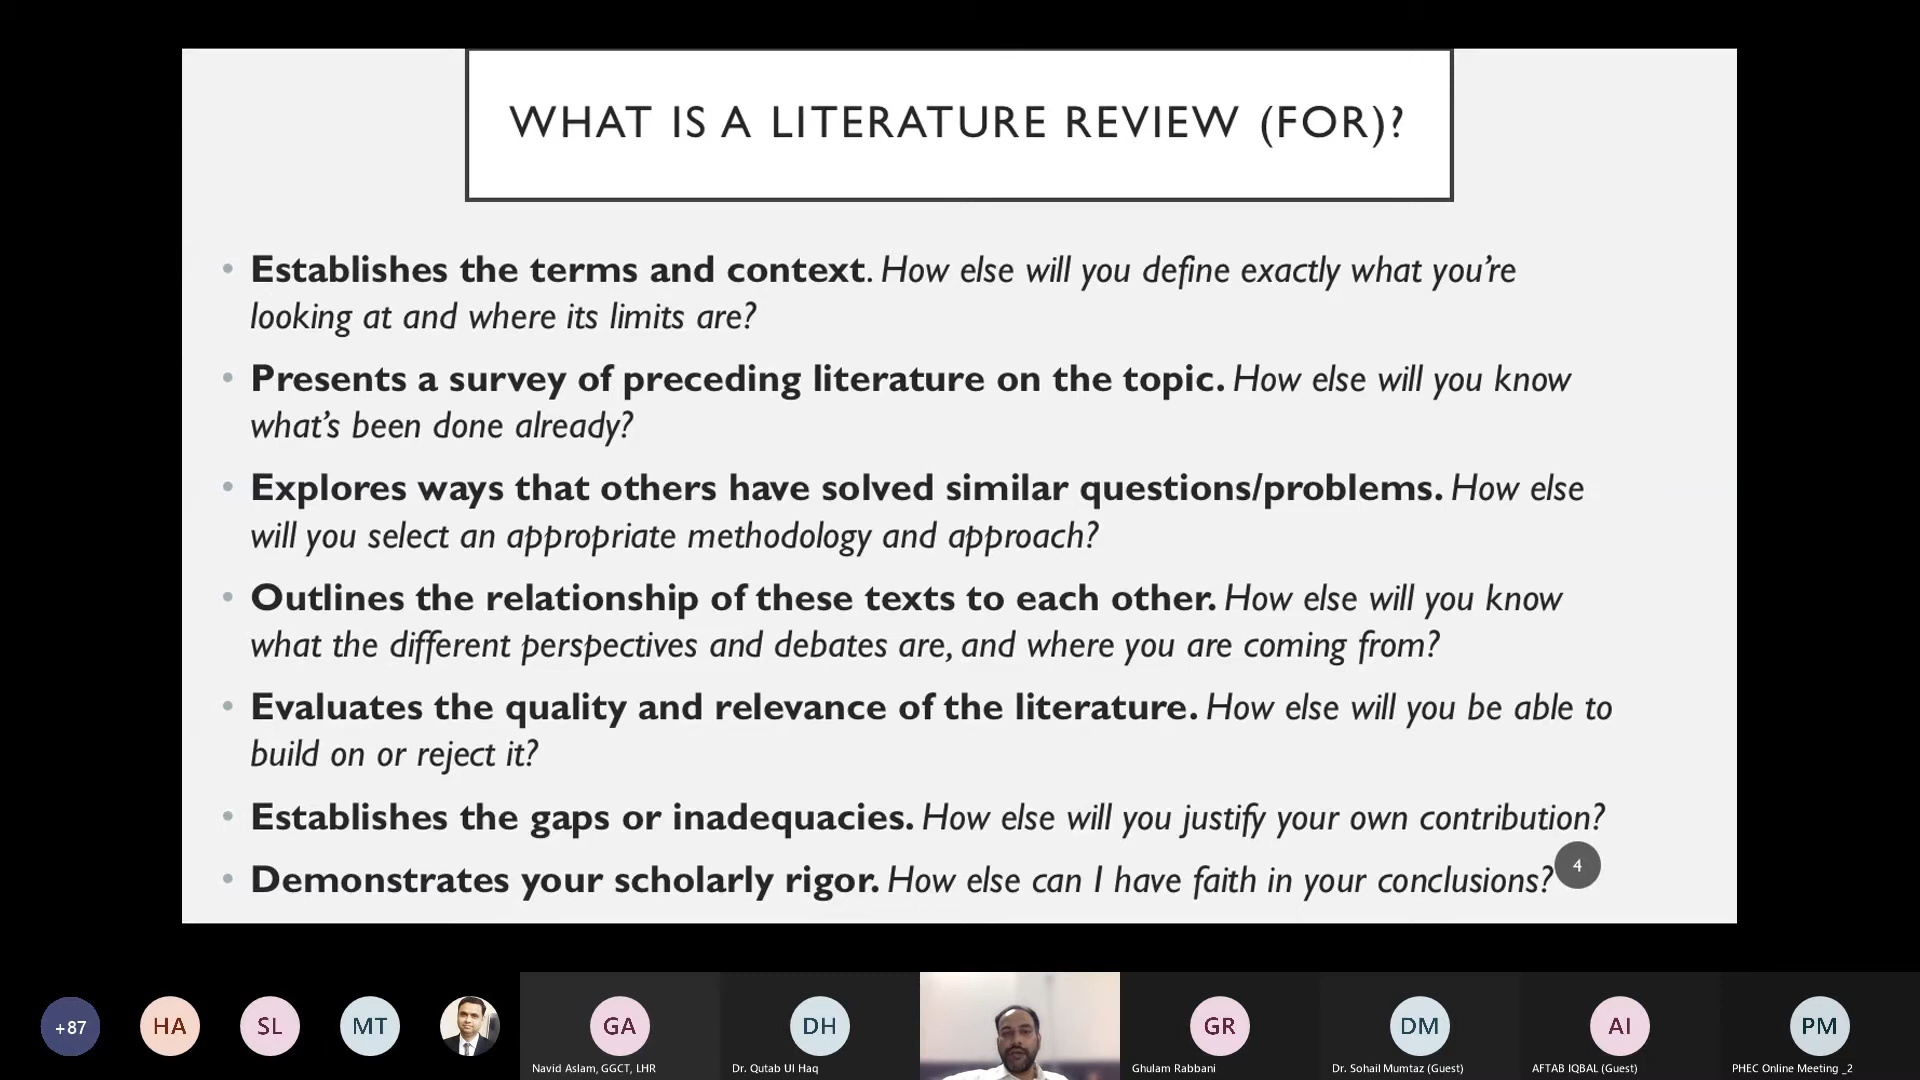 WHAT IS A LITERATURE REVIEW (FOR)?
• Establishes the terms and context. How else will you define exactly what you’re
looking at and where its limits are?
• Presents a survey of preceding literature on the topic. How else will you know
what’s been done already?
• Explores ways that others have solved similar questions/problems. How else
will you select an appropriate methodology and approach?
• Outlines the relationship of these texts to each other. How else will you know
what the different perspectives and debates are, and where you are coming from?
• Evaluates the quality and relevance of the literature. How else will you be able to
build on or reject it?
• Establishes the gaps or inadequacies. How else will you justify your own contribution?
• Demonstrates your scholarly rigor. How else can I have faith in your conclusions?
4
+87
HA
SL
MT
GA
DH
GR
DM
AI
PM
Navid Aslam, GGCT, LHR
Dr. Qutab Ul Haq
Ghulam Rabbani
Dr. Sohail Mumtaz (Guest)
AFTAB IQBAL (Guest)
PHEC Online Meeting _2